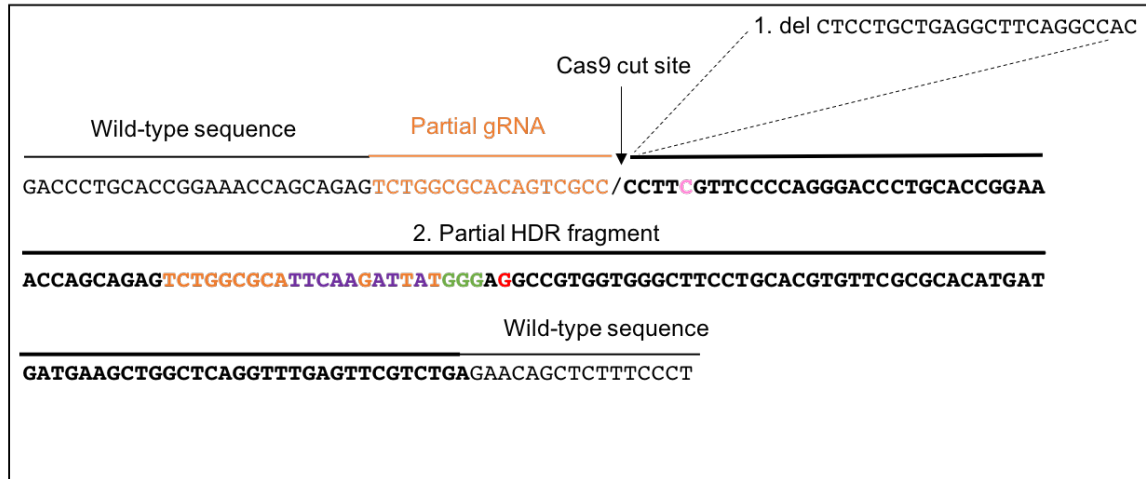 1. del CTCCTGCTGAGGCTTCAGGCCAC
Cas9 cut site
Wild-type sequence Partial gRNA
GACCCTGCACCGGAAACCAGCAGAGTCTGGCGCACAGTCGCC/CCTTCGTTCCCCAGGGACCCTGCACCGGAA
2. Partial HDR fragment
ACCAGCAGAGTCTGGCGCATTCAAGATTATGGGAGGCCGTGGTGGGCTTCCTGCACGTGTTCGCGCACATGAT
Wild-type sequence
GATGAAGCTGGCTCAGGTTTGAGTTCGTCTGAGAACAGCTCTTTCCCT